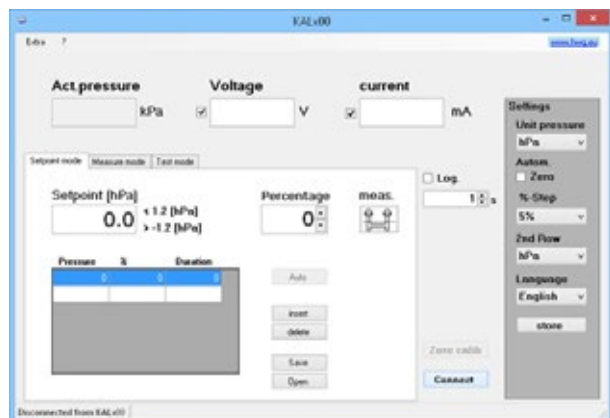 KALx00
Extra ?
Act.pressure Voltage current
kPa V mA
Settings
Unit pressure
hPa
Autom.
Zero
%-Step
5%
2nd Row
hPa
Language
English
store
Setpoint mode Measure mode Test mode
Log.
1 s
Setpoint [hPa] Percentage meas.
0.0 < 1.2 [hPa] 0
> -1.2 [hPa]
Pressure % Duration
0 0 0
Auto
insert
delete
Save
Open
Zero calib
Connect
Disconnected from KALx00